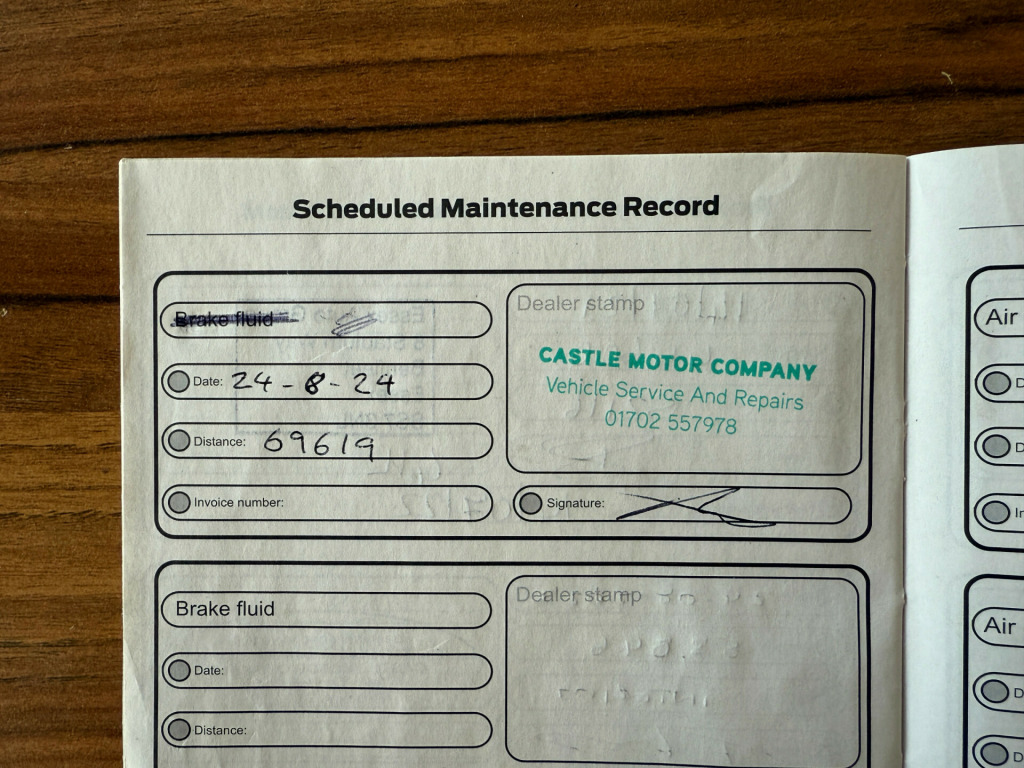 Scheduled Maintenance Record
Brake fluid
Date: 24-8-24
Distance: 69619
Invoice number:
Dealer stamp
CASTLE MOTOR COMPANY
Vehicle Service And Repairs
01702 557978
Signature:
Brake fluid
Date:
Distance:
Dealer stamp
Air
D
D
In
Air
D
D